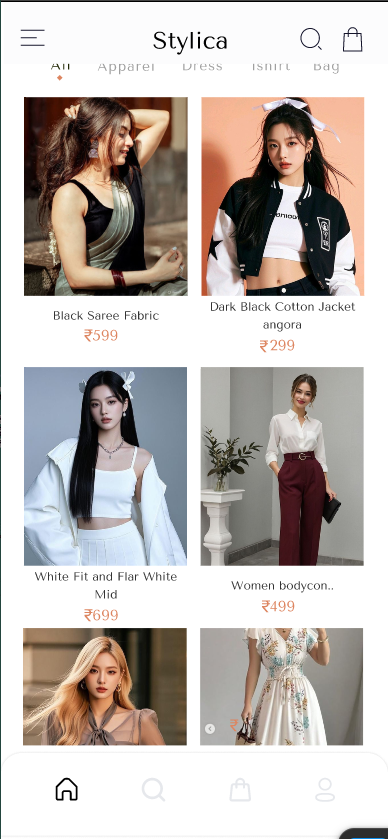 Stylica
All Apparel Dress Tshirt Bag
Black Saree Fabric
₹599
Dark Black Cotton Jacket
angora
₹299
White Fit and Flar White
Mid
₹699
Women bodycon..
₹499
₹